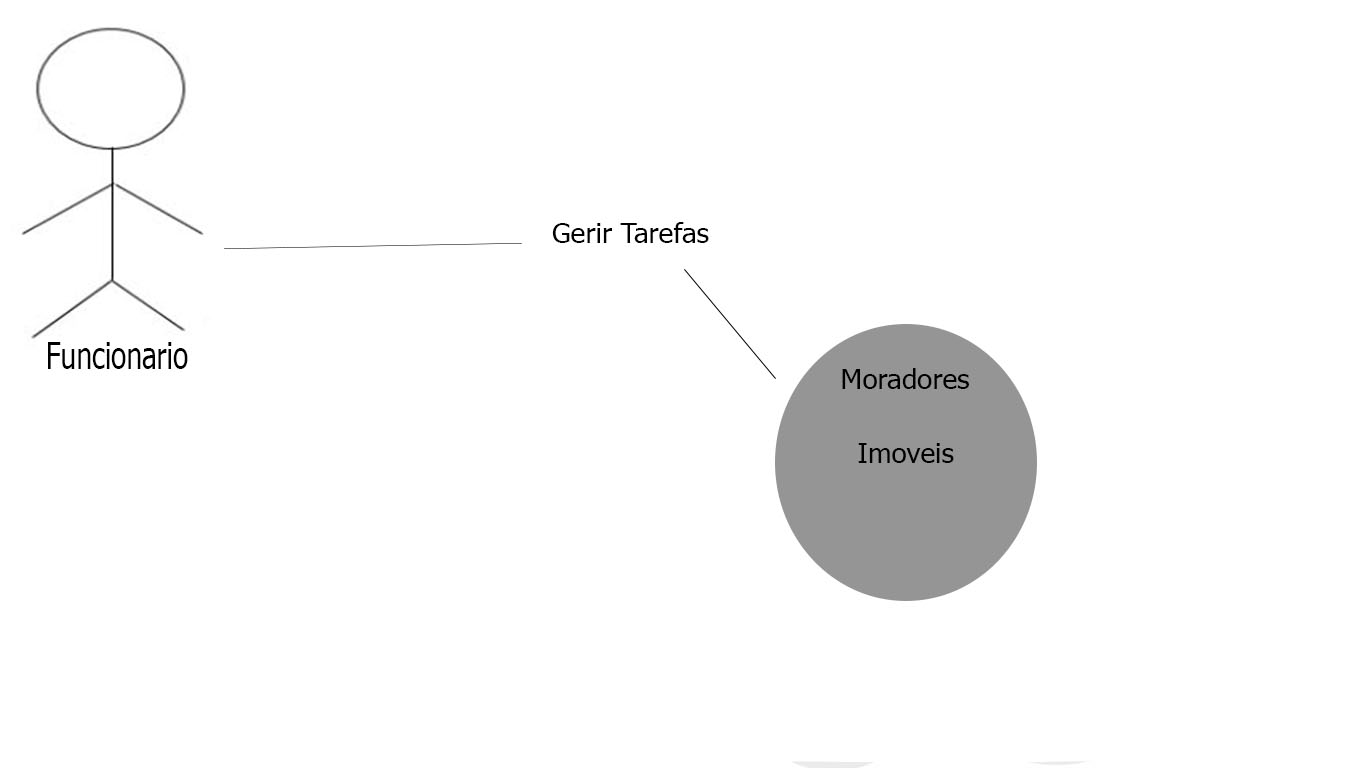 Gerir Tarefas
Funcionario
Moradores
Imoveis